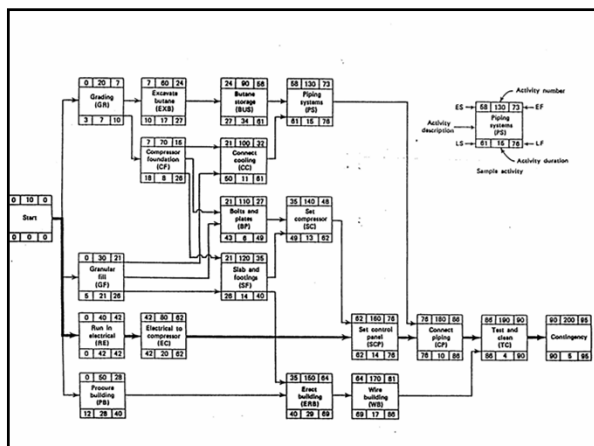 0 20 7
Grading
(GR)
3 7 10
7 60 24
Excavate
butane
(EXB)
10 17 27
24 90 58
Butane
storage
(BUS)
27 34 61
58 130 73
Piping
systems
(PS)
61 15 76
7 70 15
Compressor
foundation
(CF)
18 8 26
21 100 32
Connect
cooling
(CC)
50 11 61
Activity number
ES
58 130 73
EF
Activity
description
Piping
systems
(PS)
LS
61 15 76
LF
Activity duration
Sample activity
0 10 0
Start
0 0 0
21 110 27
Bolts and
plates
(BP)
43 6 49
35 140 48
Set
compressor
(SC)
49 13 62
0 30 21
Granular
fill
(GF)
5 21 26
21 120 35
Slab and
footings
(SF)
26 14 40
0 40 42
Run in
electrical
(RE)
0 42 42
42 80 62
Electrical to
compressor
(EC)
42 20 62
62 160 76
Set control
panel
(SCP)
62 14 76
76 180 86
Connect
piping
(CP)
76 10 86
86 190 90
Test and
clean
(TC)
86 4 90
90 200 95
Contingency
90 5 95
0 50 28
Procure
building
(PB)
12 28 40
35 150 64
Erect
building
(ERB)
40 29 69
64 170 81
Wire
building
(WB)
69 17 86